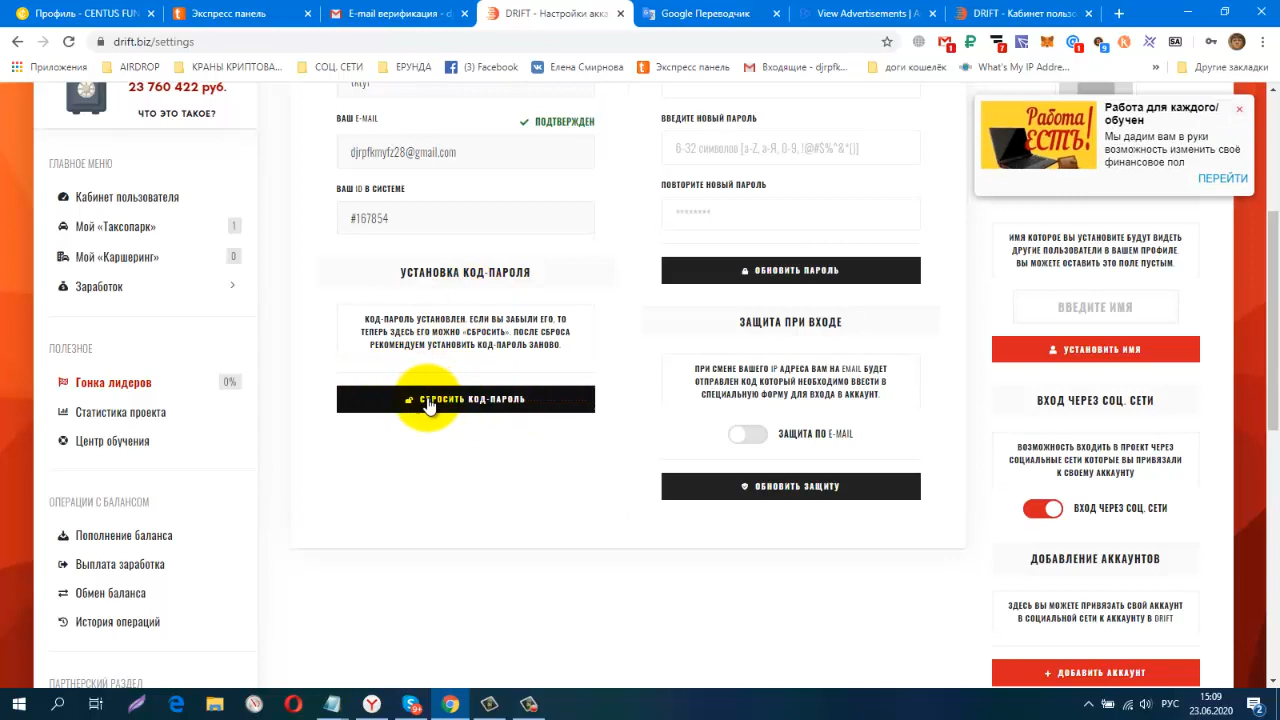 Экспресс панель
E-mail верификация - d
DRIFT - Настройки акка
Google Переводчик
View Advertisements | A
DRIFT - Кабин
drift.biz/settings
Приложения
AIRDROP
КРАНЫ КРИПТОВА...
СОЦ. СЕТИ
ЕРУНДА
(3) Facebook
Елена Смирнова
Экспресс панель
Входящие - djrpfk...
доги кошелёк
What's My IP Addre...
»
Другие закладки
23 760 422 руб.
ЧТО ЭТО ТАКОЕ?
ГЛАВНОЕ МЕНЮ
Кабинет пользователя
Мой «Таксопарк»
1
Мой «Каршеринг»
0
Заработок
ПОЛЕЗНОЕ
Гонка лидеров
0%
Статистика проекта
Центр обучения
ОПЕРАЦИИ С БАЛАНСОМ
Пополнение баланса
Выплата заработка
Обмен баланса
История операций
ПАРТНЕРСКИЙ РАЗДЕЛ
ВАШ E-MAIL
ПОДТВЕРЖДЕН
djrpfkmyfz28@gmail.com
ВАШ ID В СИСТЕМЕ
#167854
УСТАНОВКА КОД-ПАРОЛЯ
КОД-ПАРОЛЬ УСТАНОВЛЕН. ЕСЛИ ВЫ ЗАБЫЛИ ЕГО, ТО
ТЕПЕРЬ ЗДЕСЬ ЕГО МОЖНО «СБРОСИТЬ». ПОСЛЕ СБРОСА
РЕКОМЕНДУЕМ УСТАНОВИТЬ КОД-ПАРОЛЬ ЗАНОВО.
СБРОСИТЬ КОД-ПАРОЛЬ
ВВЕДИТЕ НОВЫЙ ПАРОЛЬ
6-32 символов [a-Z, а-Я, 0-9, !@#$%^&*()]
ПОВТОРИТЕ НОВЫЙ ПАРОЛЬ
********
ОБНОВИТЬ ПАРОЛЬ
ЗАЩИТА ПРИ ВХОДЕ
ПРИ СМЕНЕ ВАШЕГО IP АДРЕСА ВАМ НА EMAIL БУДЕТ
ОТПРАВЛЕН КОД КОТОРЫЙ НЕОБХОДИМО ВВЕСТИ В
СПЕЦИАЛЬНУЮ ФОРМУ ДЛЯ ВХОДА В АККАУНТ.
ЗАЩИТА ПО E-MAIL
ОБНОВИТЬ ЗАЩИТУ
Работа ЕСТЬ!
Работа для каждого/
обучен
Мы дадим вам в руки
возможность изменить своё
финансовое пол
ПЕРЕЙТИ
ИМЯ КОТОРОЕ ВЫ УСТАНОВИТЕ БУДУТ ВИДЕТЬ
ДРУГИЕ ПОЛЬЗОВАТЕЛИ В ВАШЕМ ПРОФИЛЕ.
ВЫ МОЖЕТЕ ОСТАВИТЬ ЭТО ПОЛЕ ПУСТЫМ.
ВВЕДИТЕ ИМЯ
УСТАНОВИТЬ ИМЯ
ВХОД ЧЕРЕЗ СОЦ. СЕТИ
ВОЗМОЖНОСТЬ ВХОДИТЬ В ПРОЕКТ ЧЕРЕЗ
СОЦИАЛЬНЫЕ СЕТИ КОТОРЫЕ ВЫ ПРИВЯЗАЛИ
К СВОЕМУ АККАУНТУ
ВХОД ЧЕРЕЗ СОЦ. СЕТИ
ДОБАВЛЕНИЕ АККАУНТОВ
ЗДЕСЬ ВЫ МОЖЕТЕ ПРИВЯЗАТЬ СВОЙ АККАУНТ
В СОЦИАЛЬНОЙ СЕТИ К АККАУНТУ В DRIFT
ДОБАВИТЬ АККАУНТ
РУС
15:09
23.06.2020